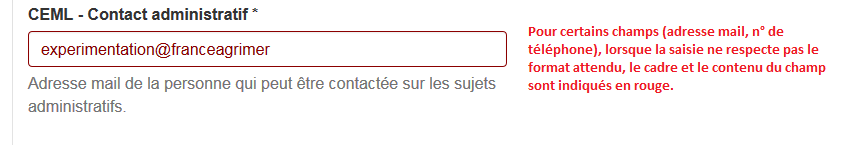 CEML - Contact administratif *
experimentation@franceagrimer
Adresse mail de la personne qui peut être contactée sur les sujets
administratifs.
Pour certains champs (adresse mail, n° de
téléphone), lorsque la saisie ne respecte pas le
format attendu, le cadre et le contenu du champ
sont indiqués en rouge.